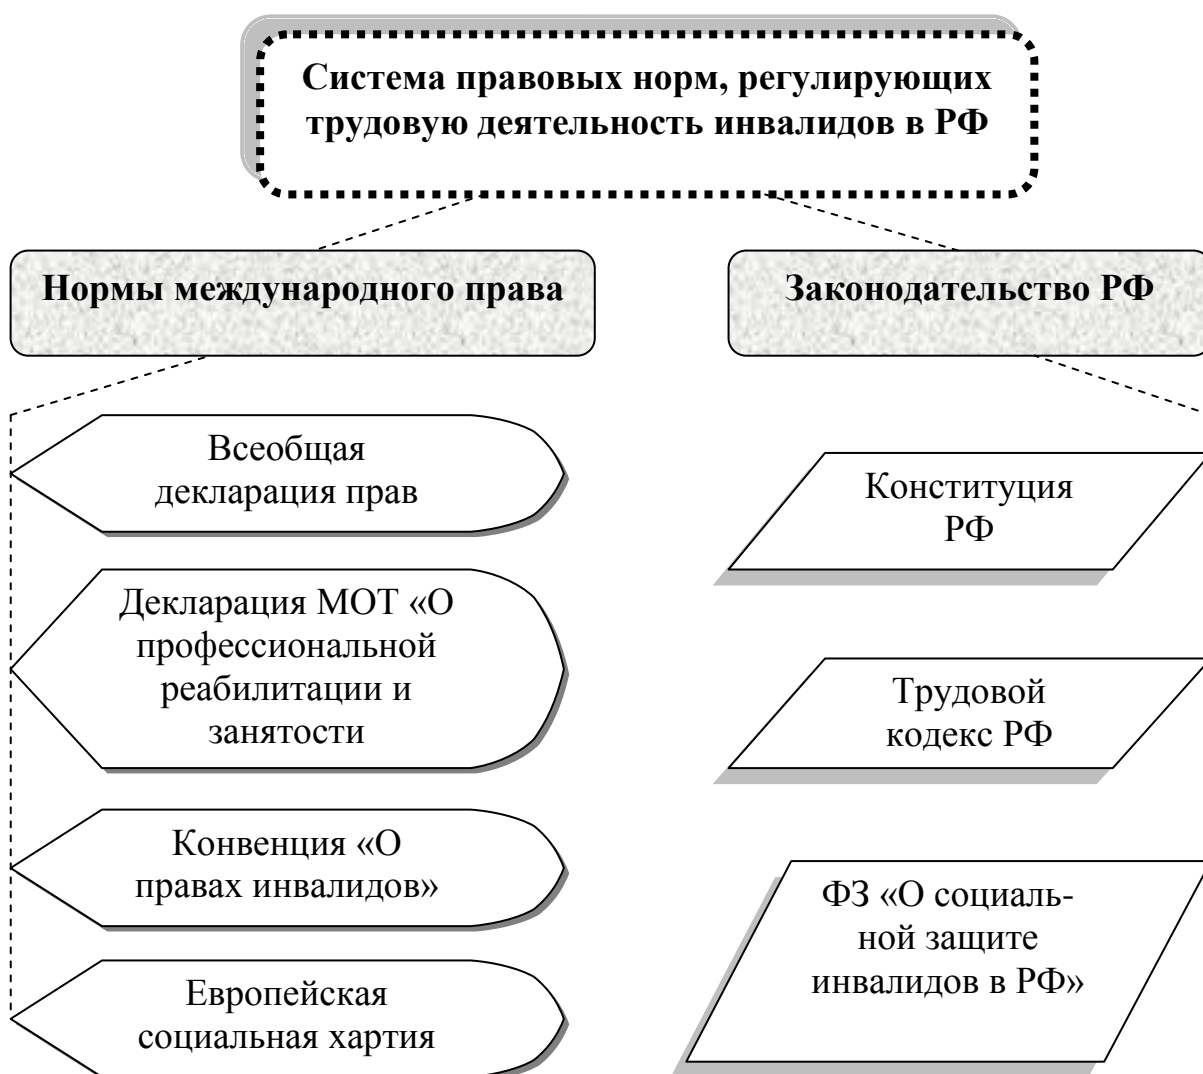 Система правовых норм, регулирующих
трудовую деятельность инвалидов в РФ
Нормы международного права
Законодательство РФ
Всеобщая
декларация прав
Декларация МОТ «О
профессиональной
реабилитации и
занятости
Конвенция «О
правах инвалидов»
Европейская
социальная хартия
Конституция
РФ
Трудовой
кодекс РФ
ФЗ «О социаль-
ной защите
инвалидов в РФ»